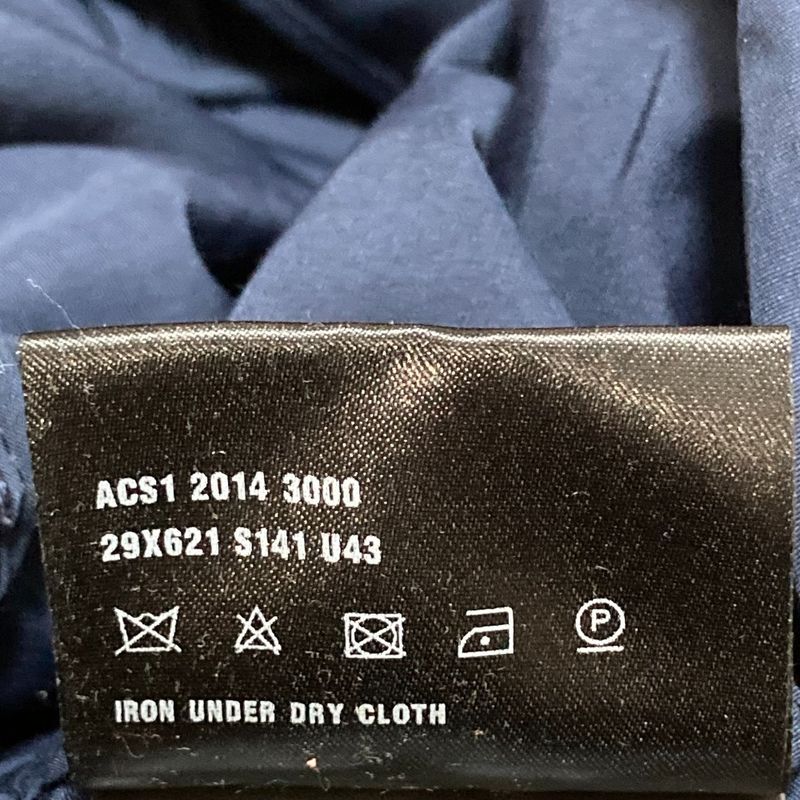 ACS1 2014 3000
29X621 S141 U43
P
IRON UNDER DRY CLOTH